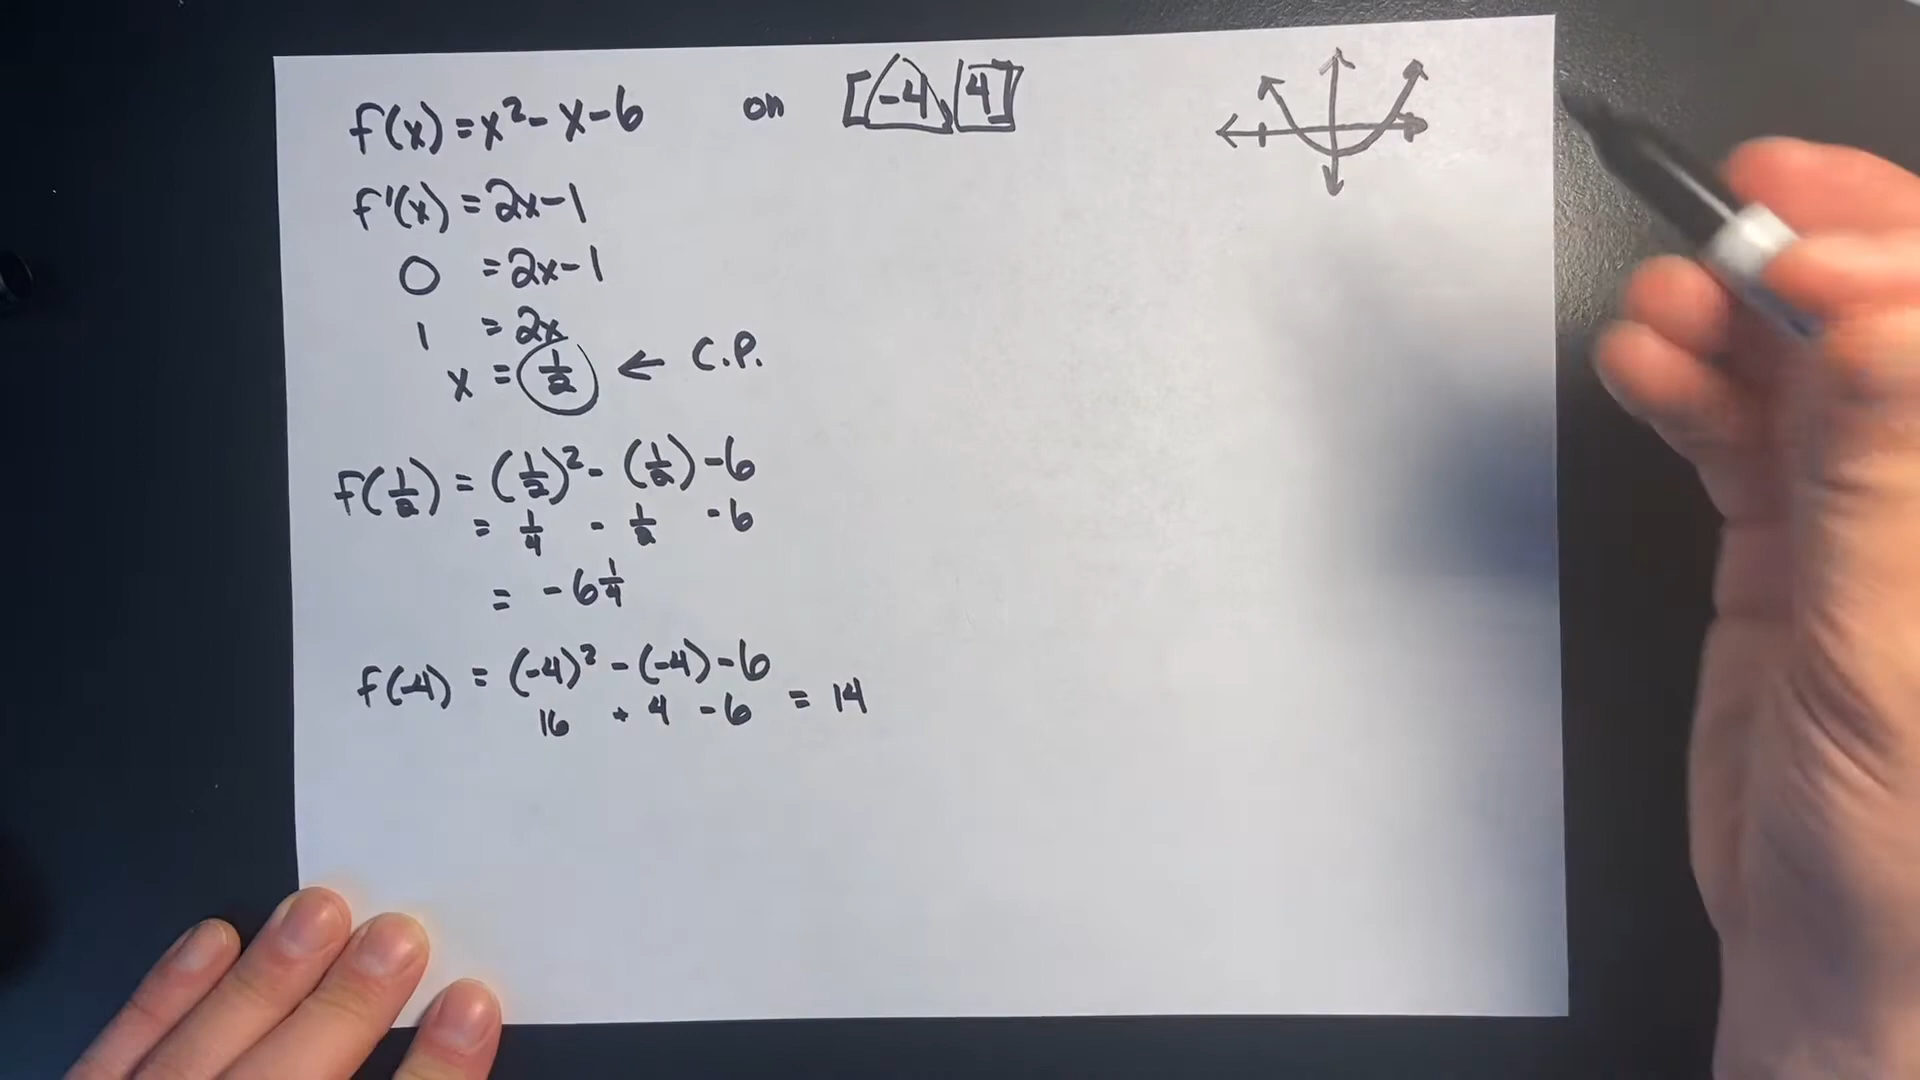 f(x) = x² - x - 6 on [-4, 4]
f'(x) = 2x - 1
0 = 2x - 1
1 = 2x
x = 1/2 ← C.P.
f(1/2) = (1/2)² - (1/2) - 6
= 1/4 - 1/2 - 6
= -6 1/4
f(-4) = (-4)² - (-4) - 6
16 + 4 - 6 = 14